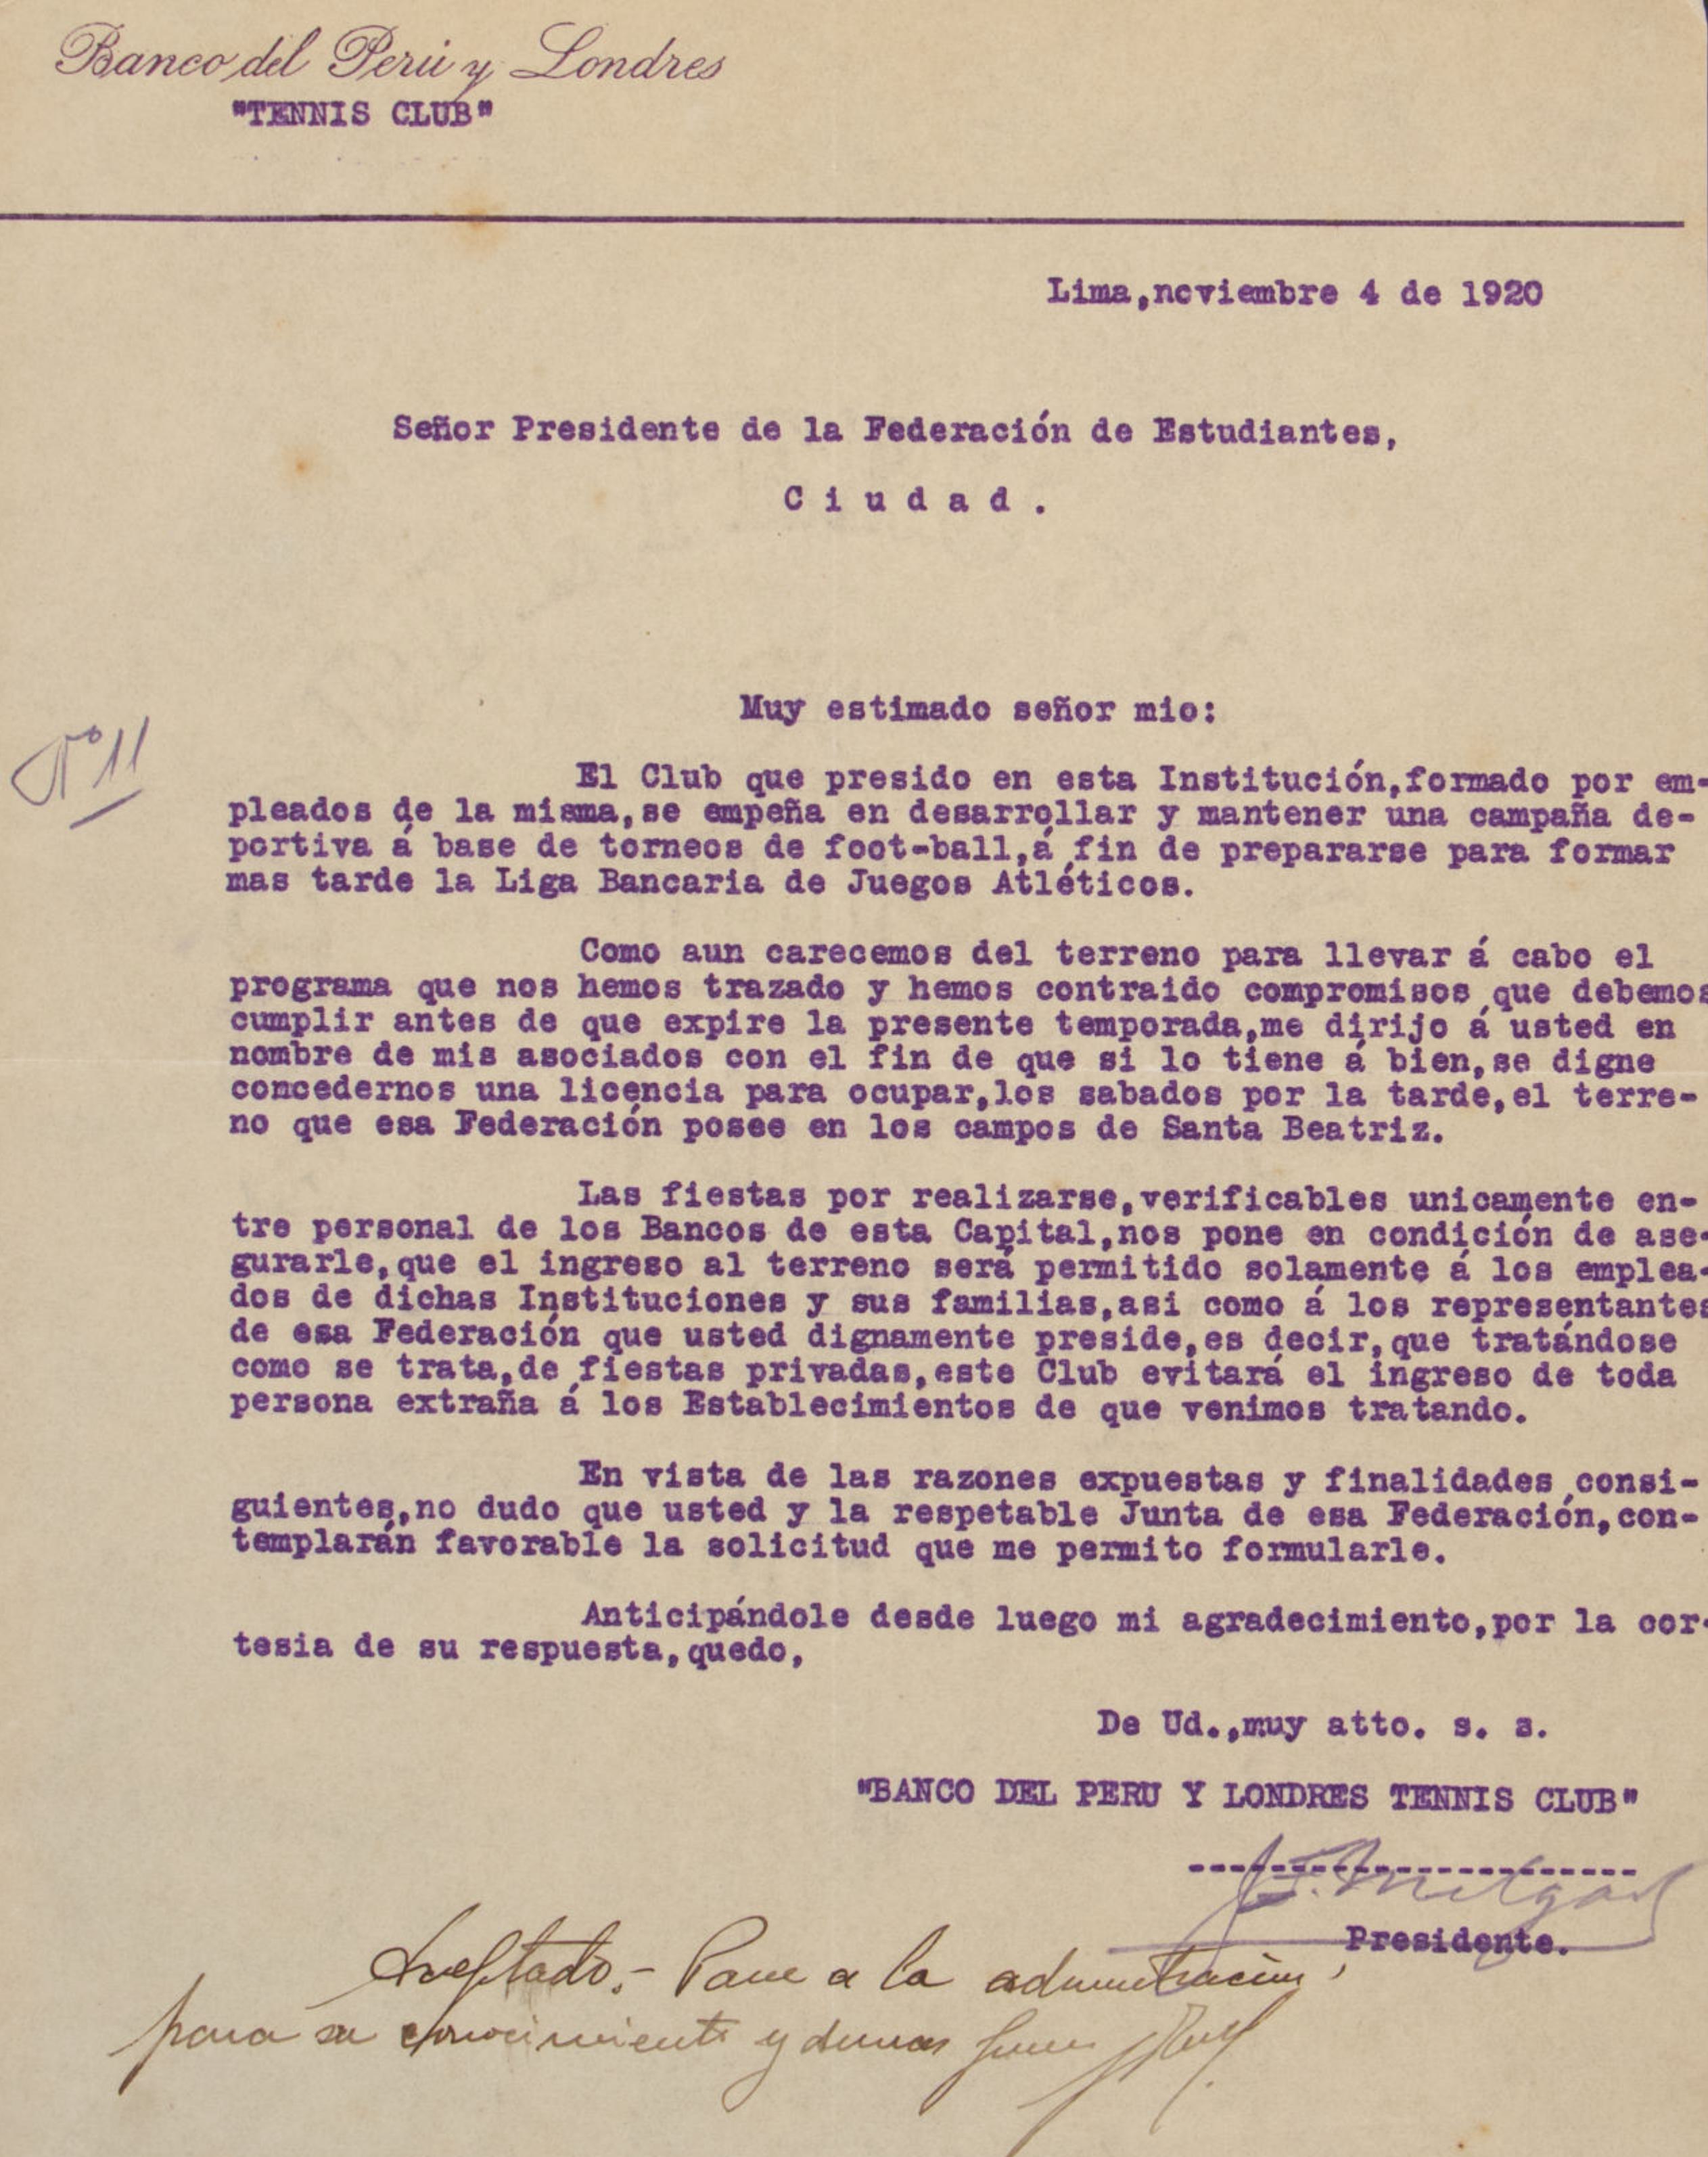 Banco del Perú y Londres
"TENNIS CLUB"
Lima,noviembre 4 de 1920
Señor Presidente de la Federación de Estudiantes,
C i u d a d .
Muy estimado señor mio:
Nº 11
El Club que presido en esta Institución,formado por em-
pleados de la misma,se empeña en desarrollar y mantener una campaña de-
portiva á base de torneos de foot-ball,á fin de prepararse para formar
mas tarde la Liga Bancaria de Juegos Atléticos.
Como aun carecemos del terreno para llevar á cabo el
programa que nos hemos trazado y hemos contraido compromisos que debemos
cumplir antes de que expire la presente temporada,me dirijo á usted en
nombre de mis asociados con el fin de que si lo tiene á bien,se digne
concedernos una licencia para ocupar,los sabados por la tarde,el terre-
no que esa Federación posee en los campos de Santa Beatriz.
Las fiestas por realizarse,verificables unicamente en-
tre personal de los Bancos de esta Capital,nos pone en condición de ase-
gurarle,que el ingreso al terreno será permitido solamente á los emplea-
dos de dichas Instituciones y sus familias,asi como á los representantes
de esa Federación que usted dignamente preside,es decir,que tratándose
como se trata,de fiestas privadas,este Club evitará el ingreso de toda
persona extraña á los Establecimientos de que venimos tratando.
En vista de las razones expuestas y finalidades consi-
guientes,no dudo que usted y la respetable Junta de esa Federación,con-
templarán favorable la solicitud que me permito formularle.
Anticipándole desde luego mi agradecimiento,por la cor-
tesia de su respuesta,quedo,
De Ud.,muy atto. s. s.
"BANCO DEL PERU Y LONDRES TENNIS CLUB"
----------------------
Presidente.
Aceptado.- Pase a la administración,
para su conocimiento y demas fines